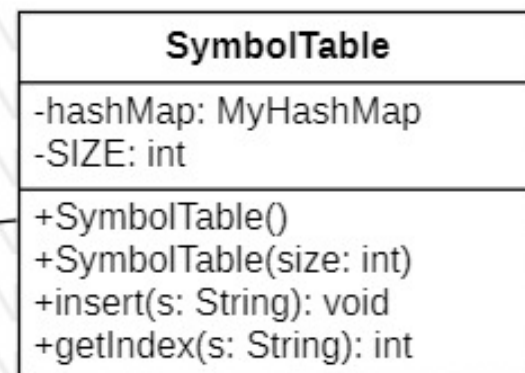 SymbolTable
-hashMap: MyHashMap
-SIZE: int
+SymbolTable()
+SymbolTable(size: int)
+insert(s: String): void
+getIndex(s: String): int